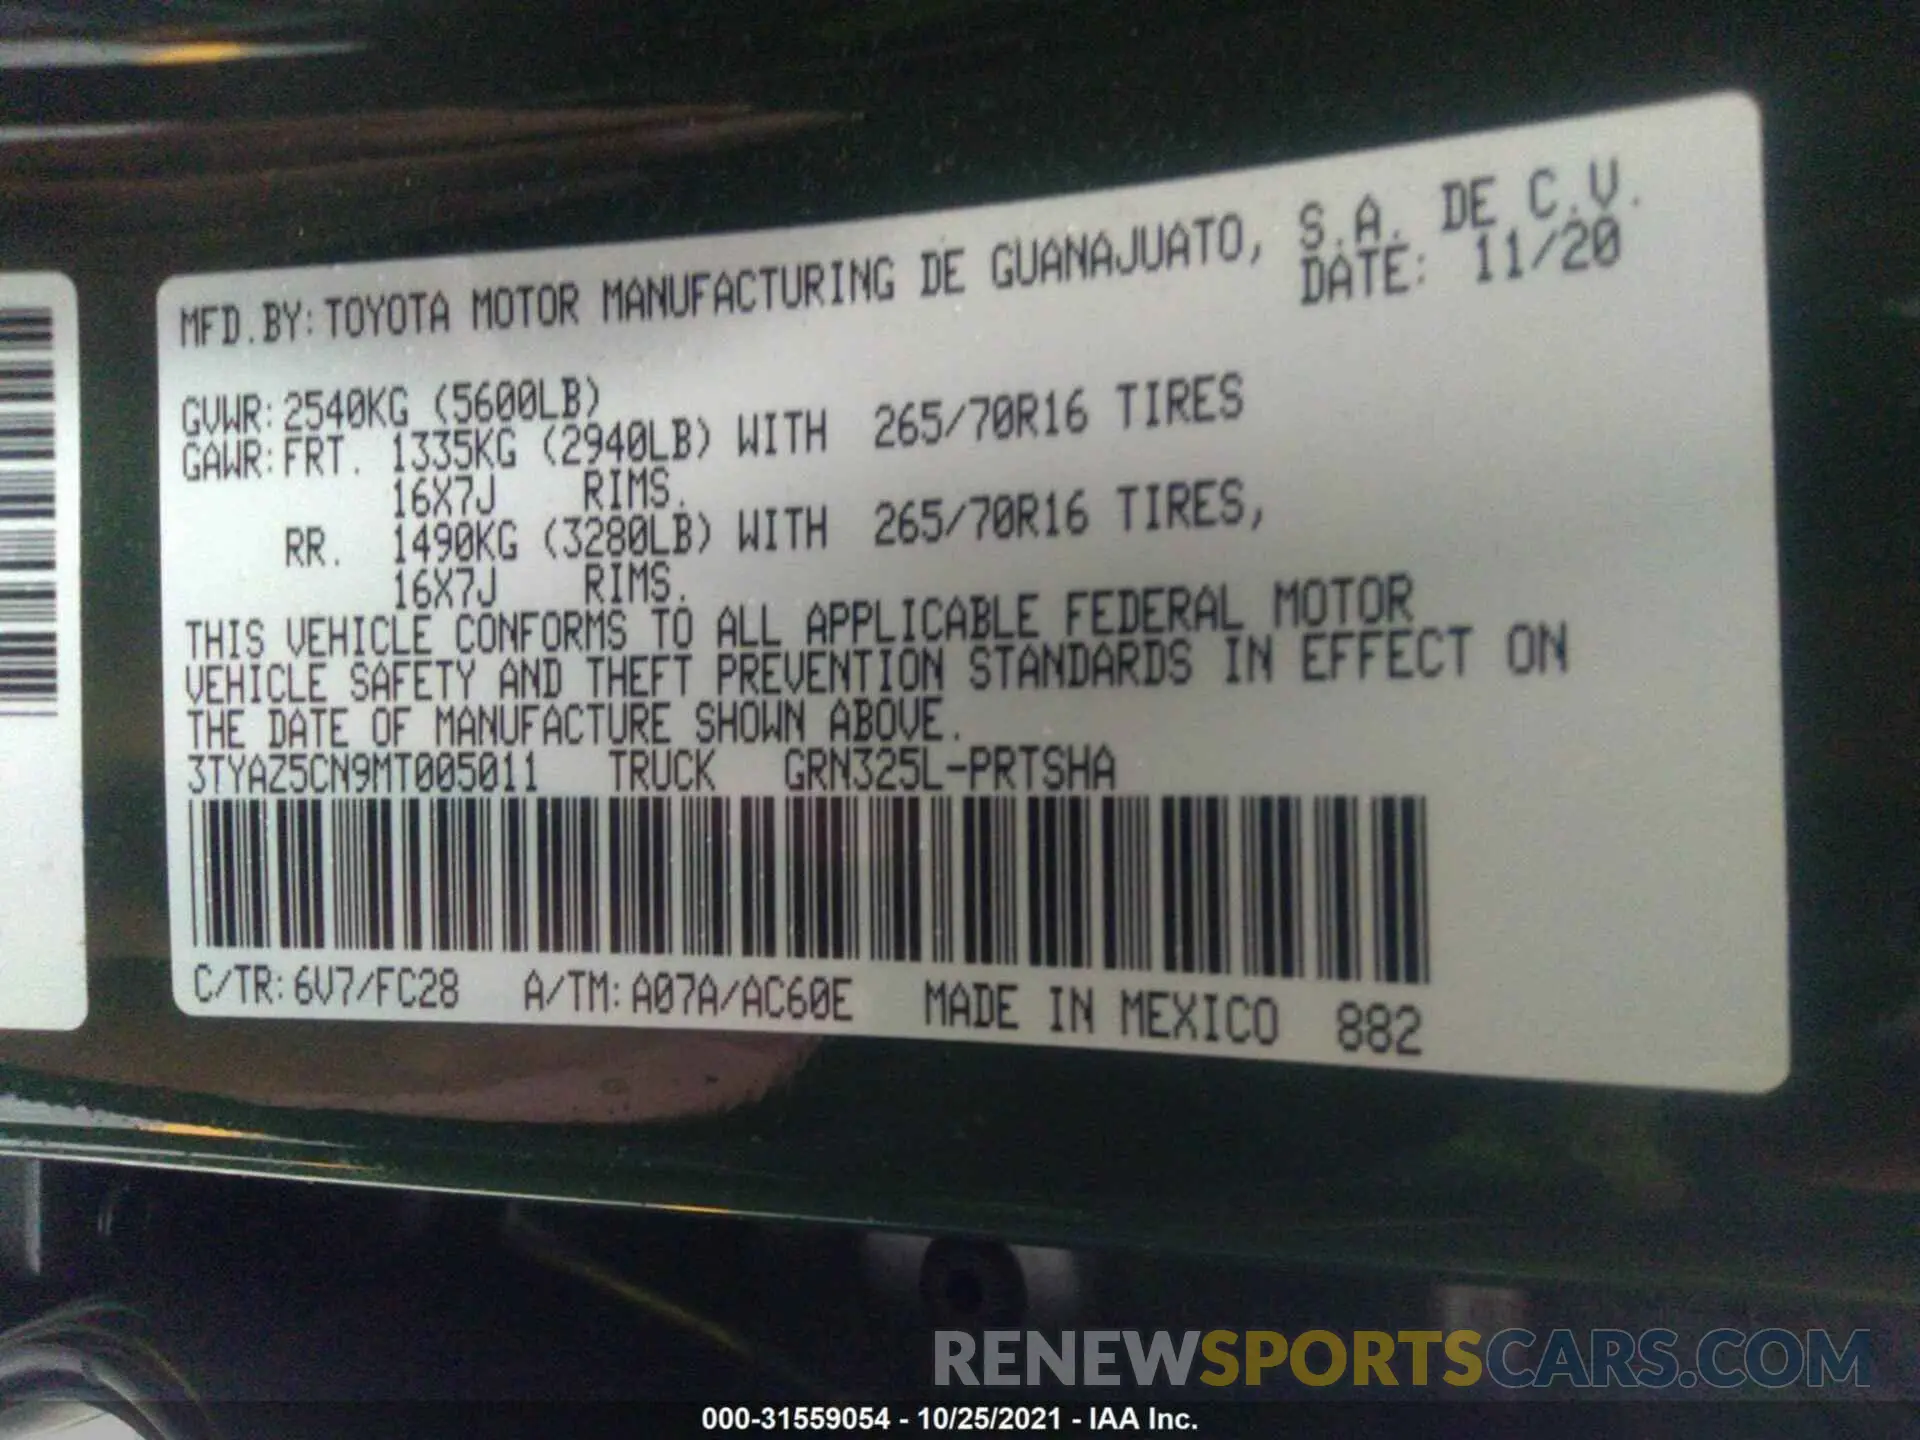 MFD.BY:TOYOTA MOTOR MANUFACTURING DE GUANAJUATO, S.A. DE C.V.
DATE: 11/20
GVWR:2540KG (5600LB)
GAWR:FRT. 1335KG (2940LB) WITH 265/70R16 TIRES
16X7J RIMS.
RR. 1490KG (3280LB) WITH 265/70R16 TIRES,
16X7J RIMS.
THIS VEHICLE CONFORMS TO ALL APPLICABLE FEDERAL MOTOR
VEHICLE SAFETY AND THEFT PREVENTION STANDARDS IN EFFECT ON
THE DATE OF MANUFACTURE SHOWN ABOVE.
3TYAZ5CN9MT005011 TRUCK GRN325L-PRTSHA
C/TR:6V7/FC28 A/TM:A07A/AC60E MADE IN MEXICO 882
RENEWSPORTSCARS.COM
000-31559054 - 10/25/2021 - IAA Inc.